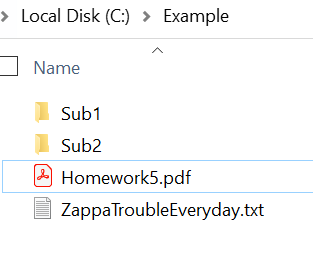 Local Disk (C:) > Example
Name
Sub1
Sub2
Homework5.pdf
ZappaTroubleEveryday.txt